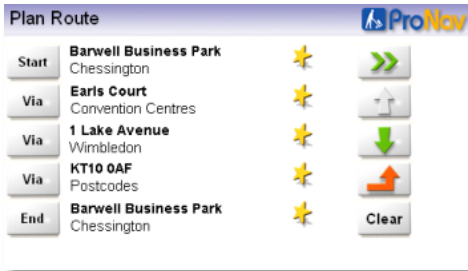 Plan Route
ProNav
Start
Barwell Business Park
Chessington
Via
Earls Court
Convention Centres
Via
1 Lake Avenue
Wimbledon
Via
KT10 0AF
Postcodes
End
Barwell Business Park
Chessington
Clear